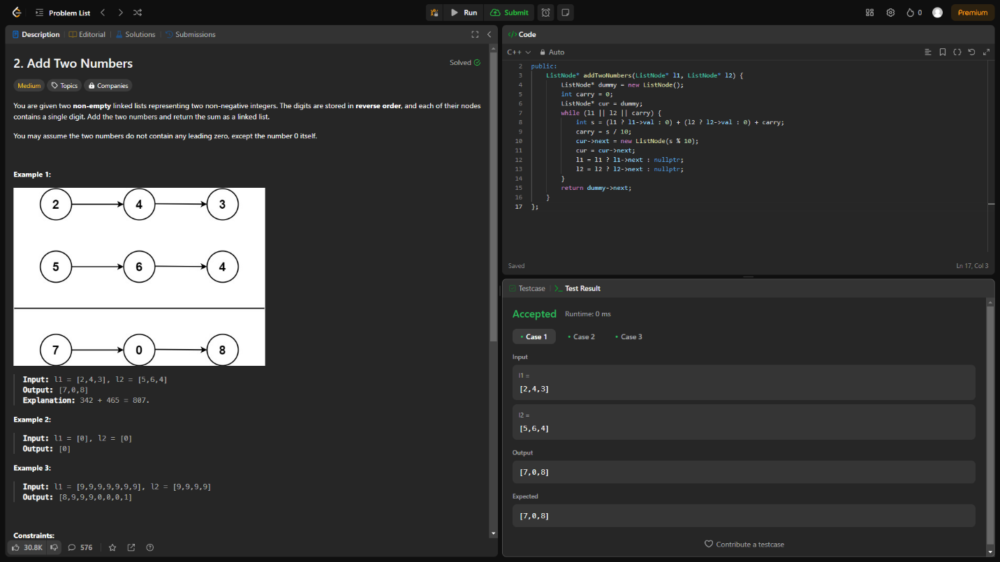 Problem List
Run
Submit
0
Premium
Description
Editorial
Solutions
Submissions
2. Add Two Numbers
Solved
Medium
Topics
Companies
You are given two non-empty linked lists representing two non-negative integers. The digits are stored in reverse order, and each of their nodes
contains a single digit. Add the two numbers and return the sum as a linked list.
You may assume the two numbers do not contain any leading zero, except the number 0 itself.
Example 1:
2 4 3
5 6 4
7 0 8
Input: l1 = [2,4,3], l2 = [5,6,4]
Output: [7,0,8]
Explanation: 342 + 465 = 807.
Example 2:
Input: l1 = [0], l2 = [0]
Output: [0]
Example 3:
Input: l1 = [9,9,9,9,9,9,9], l2 = [9,9,9,9]
Output: [8,9,9,9,0,0,0,1]
Constraints:
30.8K
576
</> Code
C++
Auto
2 public:
3 ListNode* addTwoNumbers(ListNode* l1, ListNode* l2) {
4 ListNode* dummy = new ListNode();
5 int carry = 0;
6 ListNode* cur = dummy;
7 while (l1 || l2 || carry) {
8 int s = (l1 ? l1->val : 0) + (l2 ? l2->val : 0) + carry;
9 carry = s / 10;
10 cur->next = new ListNode(s % 10);
11 cur = cur->next;
12 l1 = l1 ? l1->next : nullptr;
13 l2 = l2 ? l2->next : nullptr;
14 }
15 return dummy->next;
16 }
17 };
Saved
Ln 17, Col 3
Testcase
>_ Test Result
Accepted
Runtime: 0 ms
• Case 1
• Case 2
• Case 3
Input
l1 =
[2,4,3]
l2 =
[5,6,4]
Output
[7,0,8]
Expected
[7,0,8]
Contribute a testcase